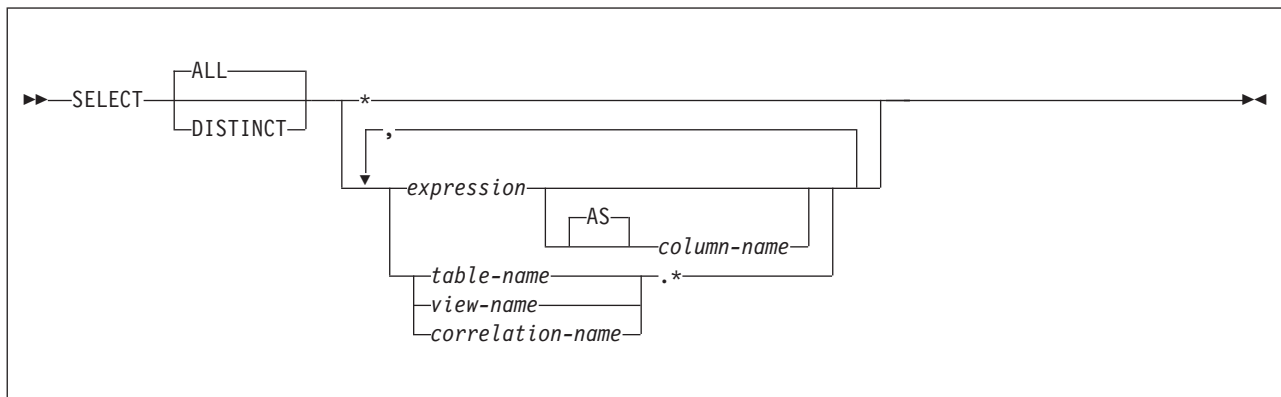 ALL
SELECT *
DISTINCT ,
expression
AS
column-name
table-name .*
view-name
correlation-name